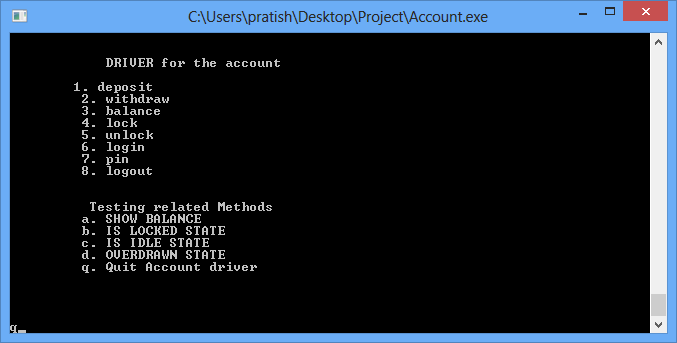 C:\Users\pratish\Desktop\Project\Account.exe
DRIVER for the account
1. deposit
2. withdraw
3. balance
4. lock
5. unlock
6. login
7. pin
8. logout
Testing related Methods
a. SHOW BALANCE
b. IS LOCKED STATE
c. IS IDLE STATE
d. OVERDRAWN STATE
q. Quit Account driver
q_